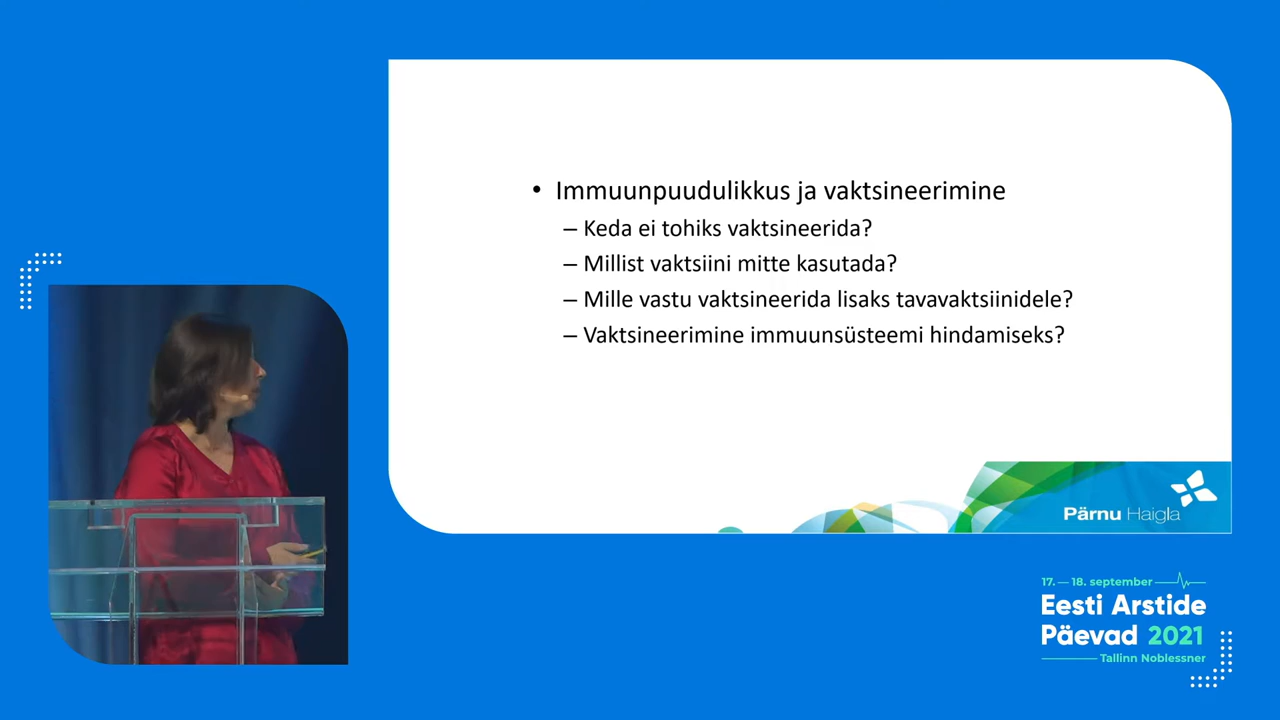 • Immuunpuudulikkus ja vaktsineerimine
– Keda ei tohiks vaktsineerida?
– Millist vaktsiini mitte kasutada?
– Mille vastu vaktsineerida lisaks tavavaktsiinidele?
– Vaktsineerimine immuunsüsteemi hindamiseks?
Pärnu Haigla
17. — 18. september
Eesti Arstide
Päevad 2021
Tallinn Noblessner